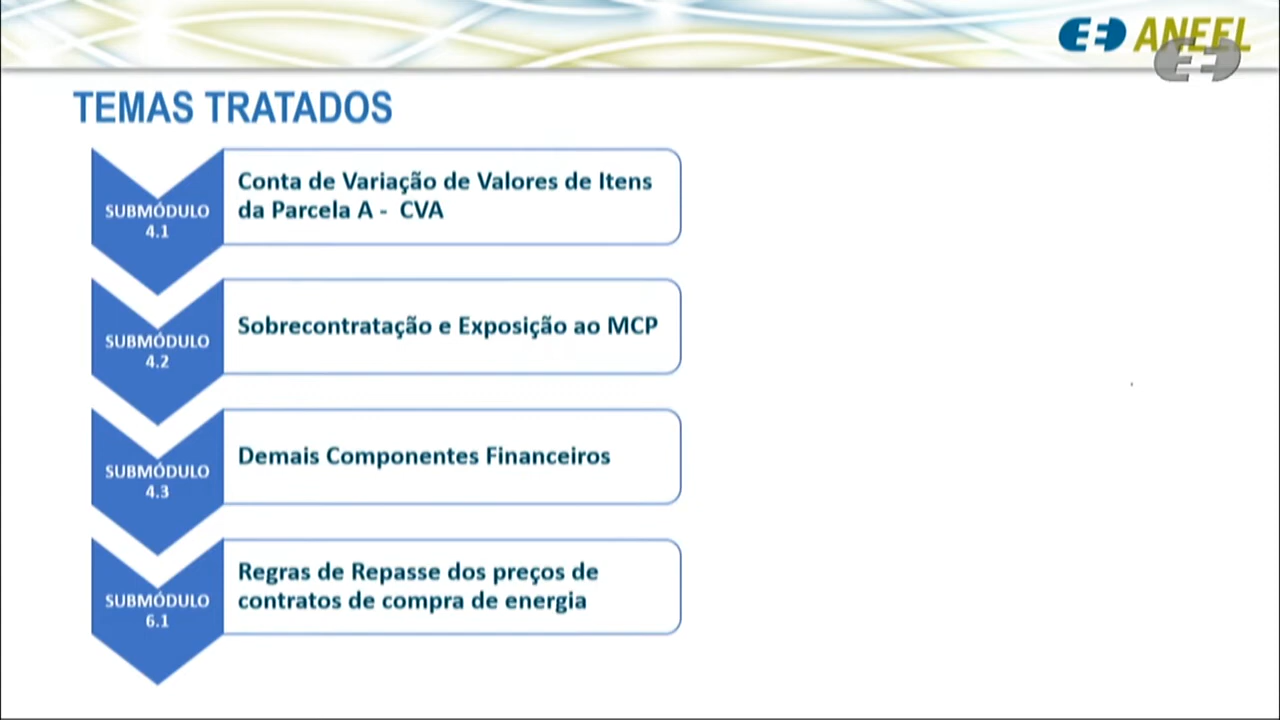 ANEEL
TEMAS TRATADOS
SUBMÓDULO
4.1
Conta de Variação de Valores de Itens
da Parcela A - CVA
SUBMÓDULO
4.2
Sobrecontratação e Exposição ao MCP
SUBMÓDULO
4.3
Demais Componentes Financeiros
SUBMÓDULO
6.1
Regras de Repasse dos preços de
contratos de compra de energia